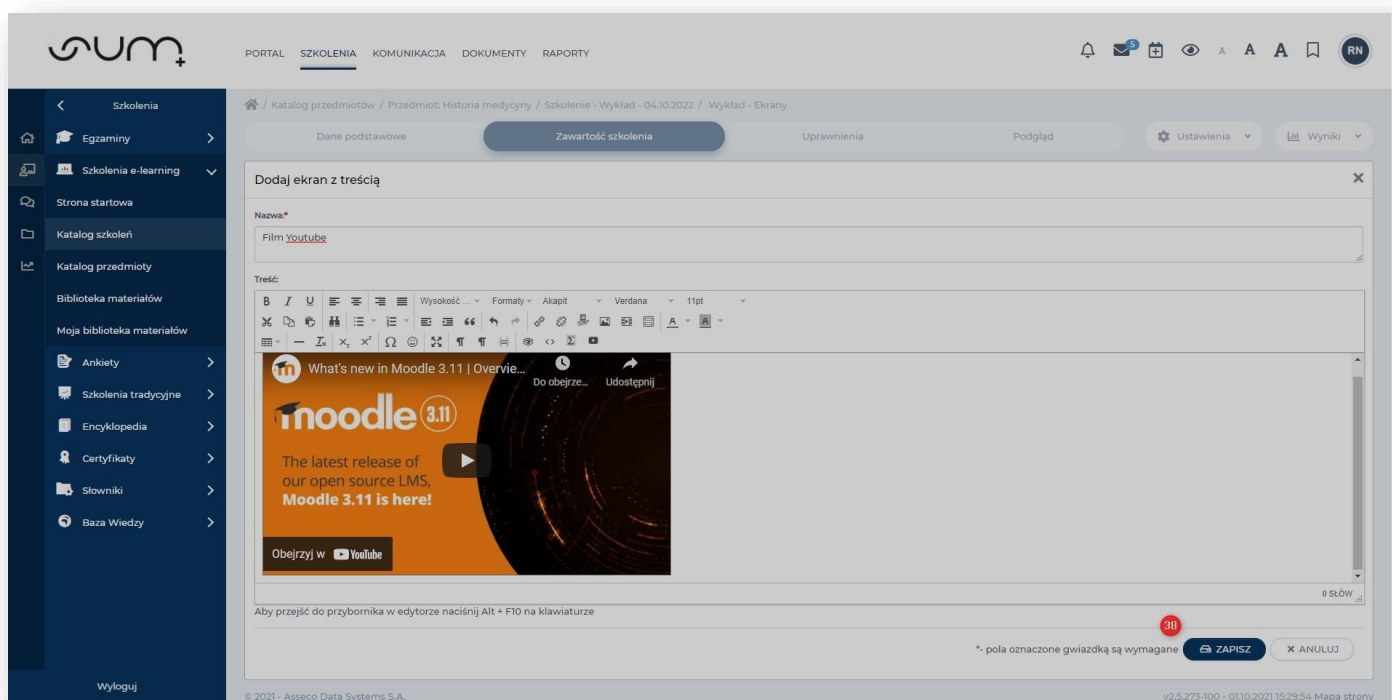 sum+
PORTAL SZKOLENIA KOMUNIKACJA DOKUMENTY RAPORTY
5
A A A
RN
Szkolenia
Egzaminy
Szkolenia e-learning
Strona startowa
Katalog szkoleń
Katalog przedmioty
Biblioteka materiałów
Moja biblioteka materiałów
Ankiety
Szkolenia tradycyjne
Encyklopedia
Certyfikaty
Słowniki
Baza Wiedzy
Wyloguj
/ Katalog przedmiotów / Przedmiot: Historia medycyny / Szkolenie - Wykład - 04.10.2022 / Wykład - Ekrany
Dane podstawowe Zawartość szkolenia Uprawnienia Podgląd Ustawienia Wyniki
Dodaj ekran z treścią
Nazwa:*
Film Youtube
Treść:
B I U Wysokość ... Formaty Akapit Verdana 11pt
A A
Ix x₂ x² Ω ¶ ¶ <> Σ
m What's new in Moodle 3.11 | Overvie...
Do obejrze... Udostępnij
moodle 3.11
The latest release of
our open source LMS,
Moodle 3.11 is here!
Obejrzyj w YouTube
0 SŁÓW
Aby przejść do przybornika w edytorze naciśnij Alt + F10 na klawiaturze
38
*- pola oznaczone gwiazdką są wymagane ZAPISZ ANULUJ
© 2021 - Asseco Data Systems S.A. v2.5.273-100 - 01.10.2021 15:29:54 Mapa strony